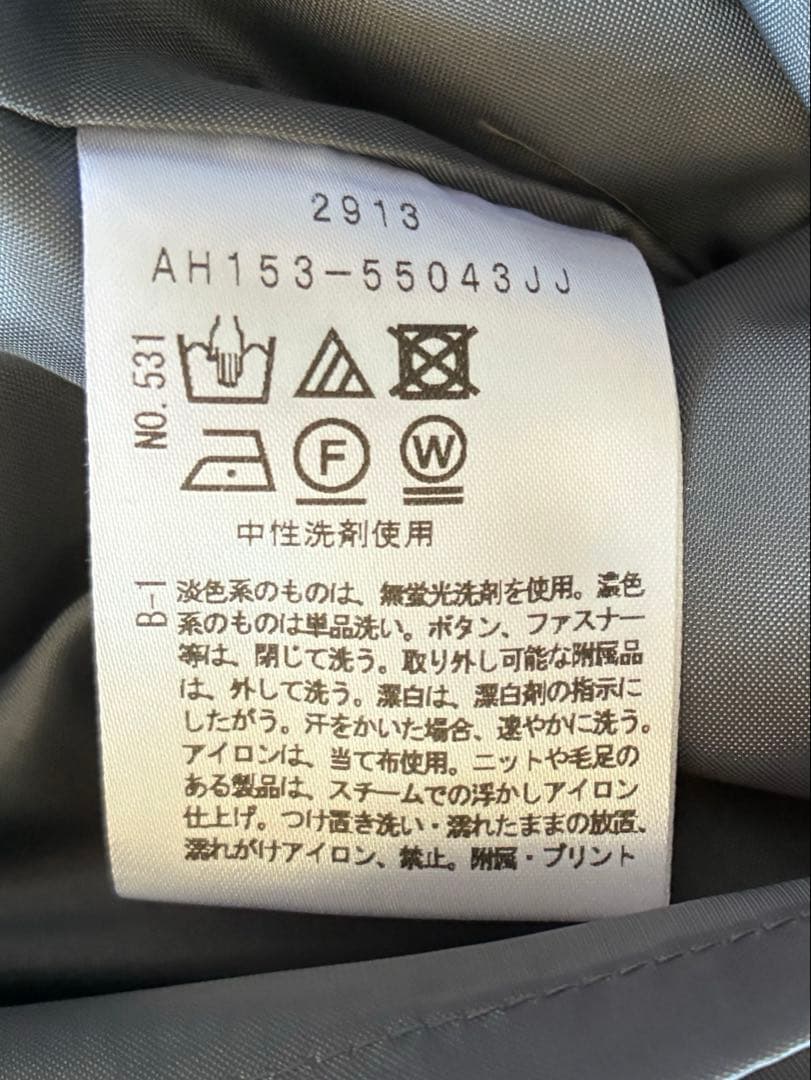 2913
AH153-55043JJ
NO.531
F
W
中性洗剤使用
B-1
淡色系のものは、無蛍光洗剤を使用。濃色
系のものは単品洗い。ボタン、ファスナー
等は、閉じて洗う。取り外し可能な附属品
は、外して洗う。漂白は、漂白剤の指示に
したがう。汗をかいた場合、速やかに洗う。
アイロンは、当て布使用。ニットや毛足の
ある製品は、スチームでの浮かしアイロン
仕上げ。つけ置き洗い・濡れたままの放置、
濡れがけアイロン、禁止。附属・プリント